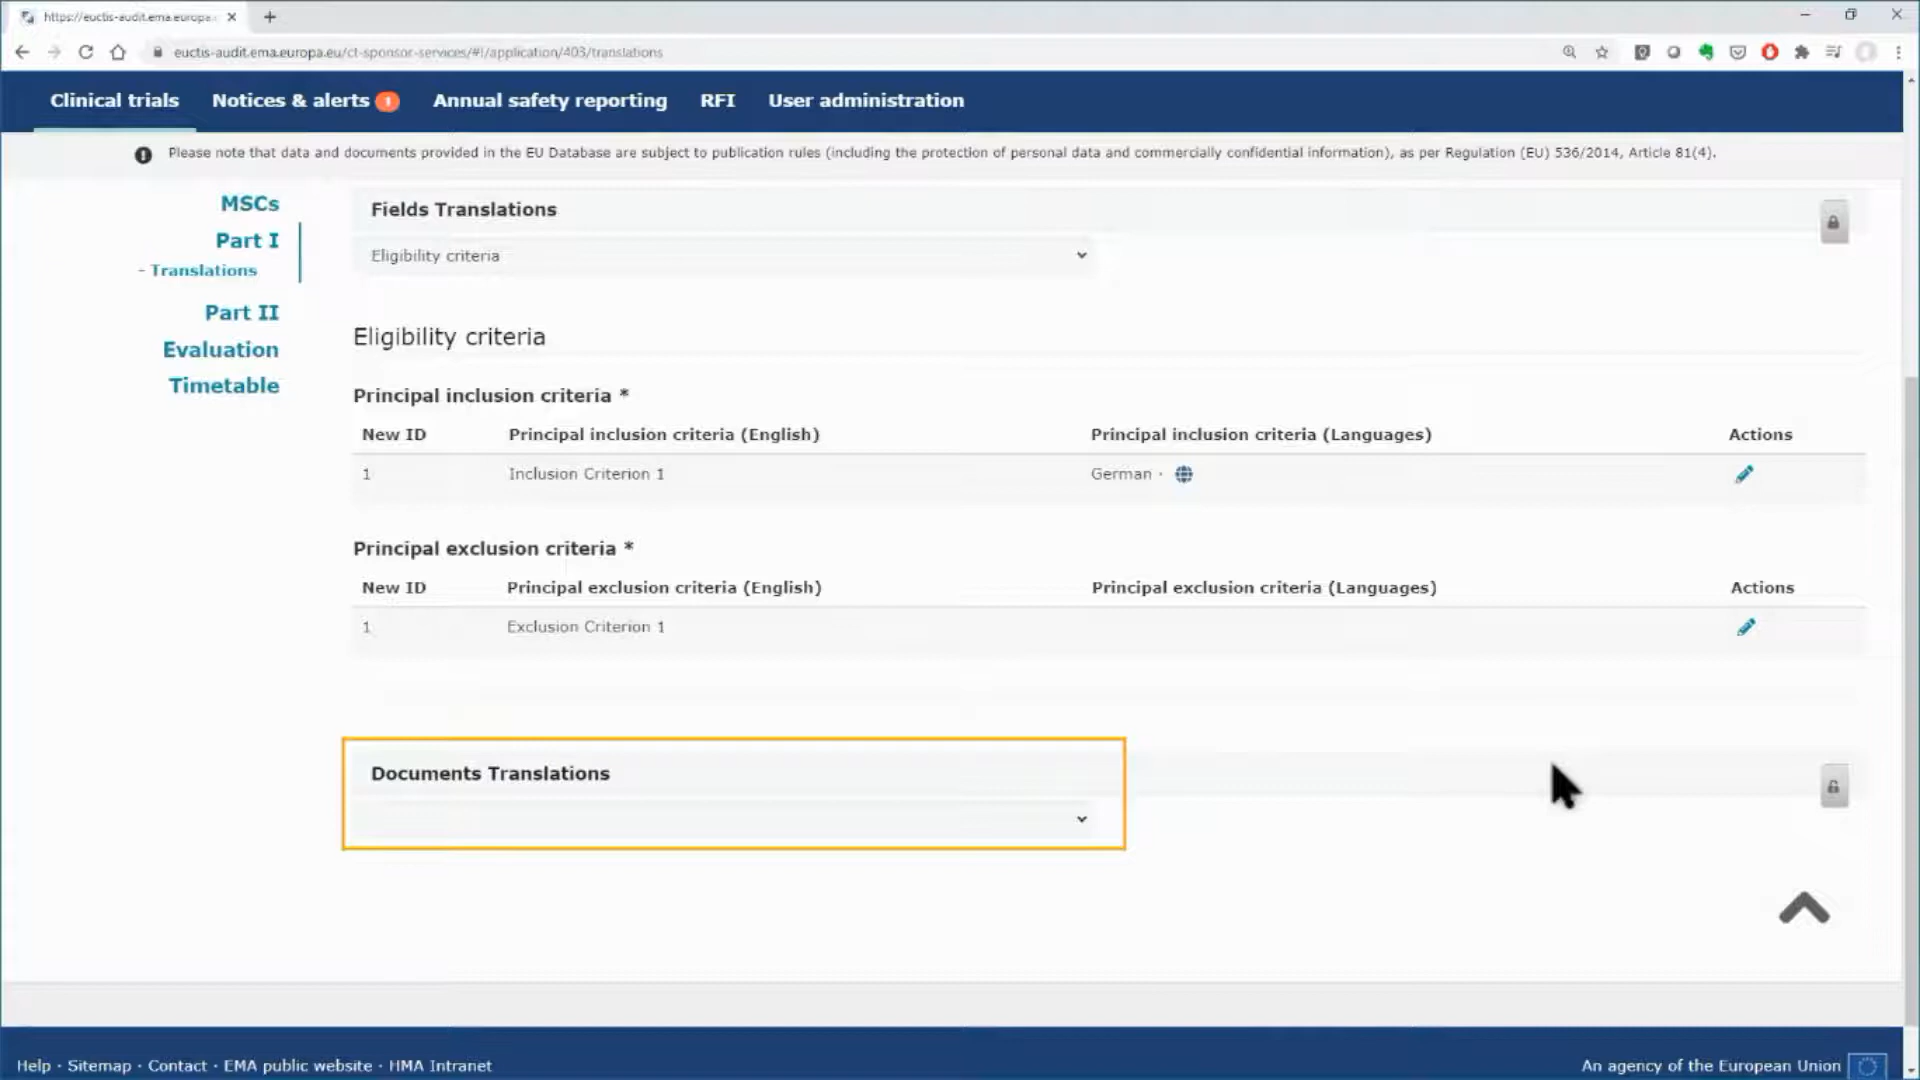 https://euctis-audit.ema.europa.
euctis-audit.ema.europa.eu/ct-sponsor-services/#!/application/403/translations
Clinical trials Notices & alerts 1 Annual safety reporting RFI User administration
Please note that data and documents provided in the EU Database are subject to publication rules (including the protection of personal data and commercially confidential information), as per Regulation (EU) 536/2014, Article 81(4).
MSCs
Part I
- Translations
Part II
Evaluation
Timetable
Fields Translations
Eligibility criteria
Eligibility criteria
Principal inclusion criteria *
New ID Principal inclusion criteria (English) Principal inclusion criteria (Languages) Actions
1 Inclusion Criterion 1 German ·
Principal exclusion criteria *
New ID Principal exclusion criteria (English) Principal exclusion criteria (Languages) Actions
1 Exclusion Criterion 1
Documents Translations
Help · Sitemap · Contact · EMA public website · HMA Intranet
An agency of the European Union